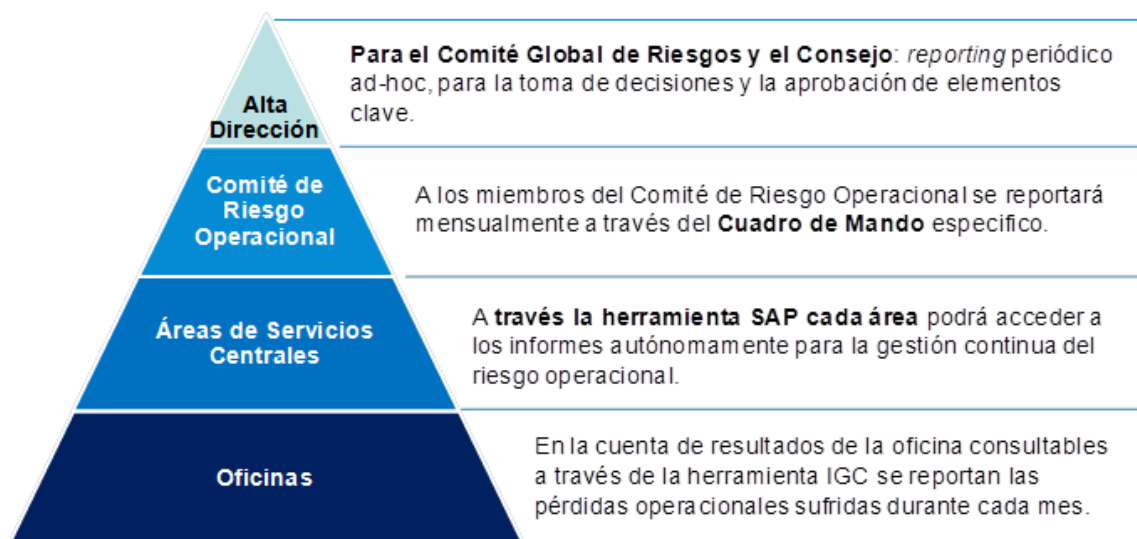 Para el Comité Global de Riesgos y el Consejo: reporting periódico
ad-hoc, para la toma de decisiones y la aprobación de elementos
clave.
Alta
Dirección
Comité de
Riesgo
Operacional
A los miembros del Comité de Riesgo Operacional se reportará
mensualmente a través del Cuadro de Mando especifico.
Áreas de Servicios
Centrales
A través la herramienta SAP cada área podrá acceder a
los informes autónomamente para la gestión continua del
riesgo operacional.
Oficinas
En la cuenta de resultados de la oficina consultables
a través de la herramienta IGC se reportan las
pérdidas operacionales sufridas durante cada mes.